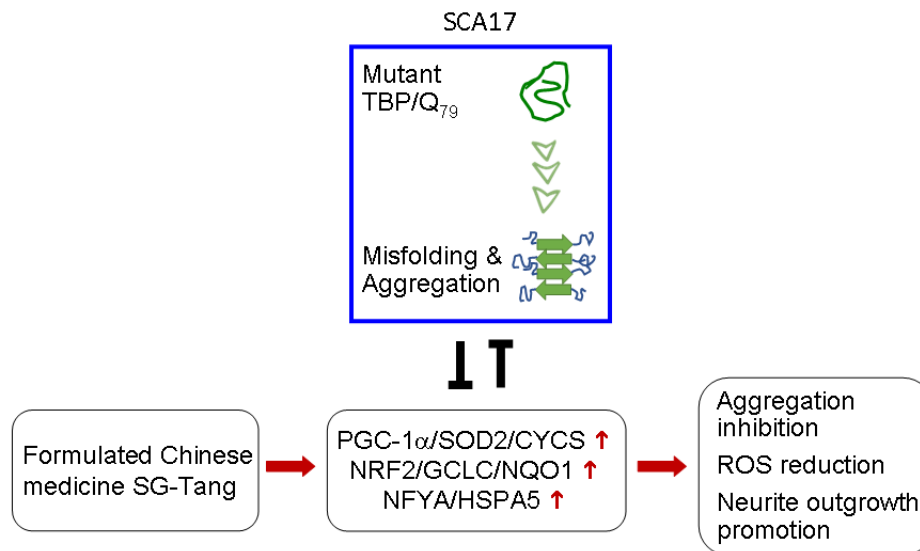 SCA17
Mutant
TBP/Q79
Misfolding &
Aggregation
Formulated Chinese
medicine SG-Tang
PGC-1α/SOD2/CYCS ↑
NRF2/GCLC/NQO1 ↑
NFYA/HSPA5 ↑
Aggregation
inhibition
ROS reduction
Neurite outgrowth
promotion